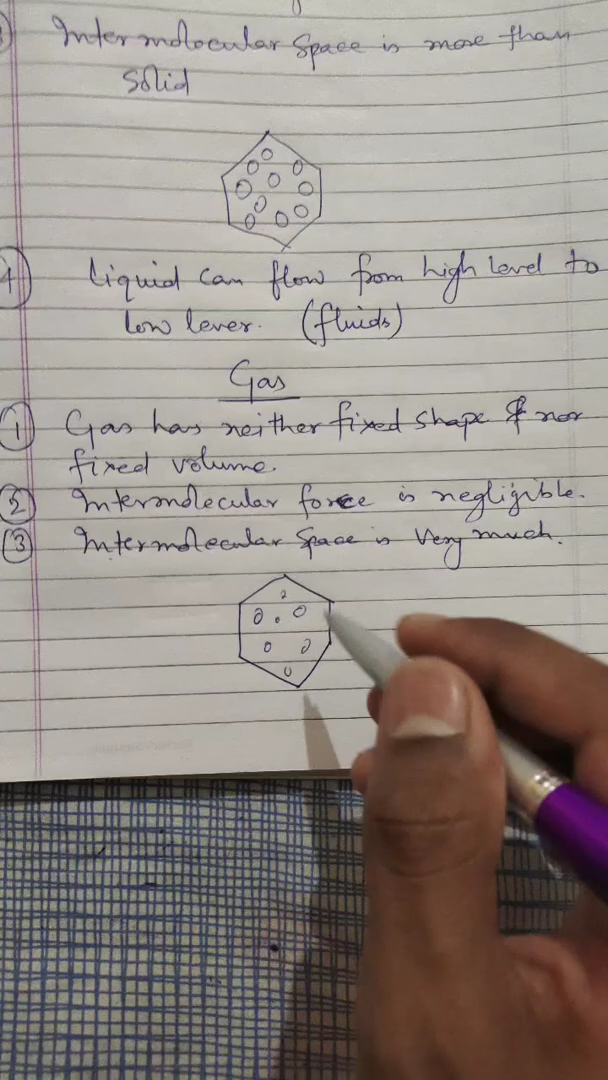 Intermolocular Space is more than
Solid
4 Liquid can flow from high level to
low lever. (fluids)
Gas
1 Gas has neither fixed shape & nor
fixed volume.
2 Intermolecular force is negligible.
3 Intermolecular Space is Very much.